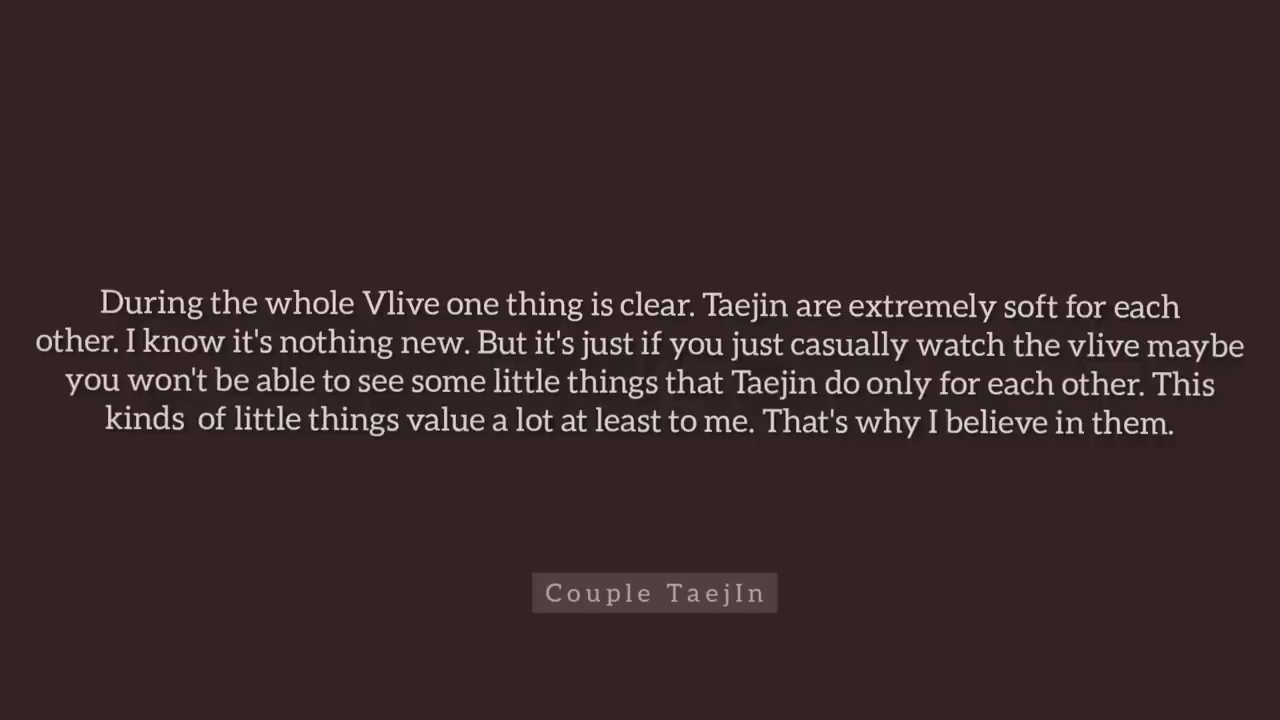 During the whole Vlive one thing is clear. Taejin are extremely soft for each
other. I know it's nothing new. But it's just if you just casually watch the vlive maybe
you won't be able to see some little things that Taejin do only for each other. This
kinds  of little things value a lot at least to me. That's why I believe in them.
Couple TaejIn